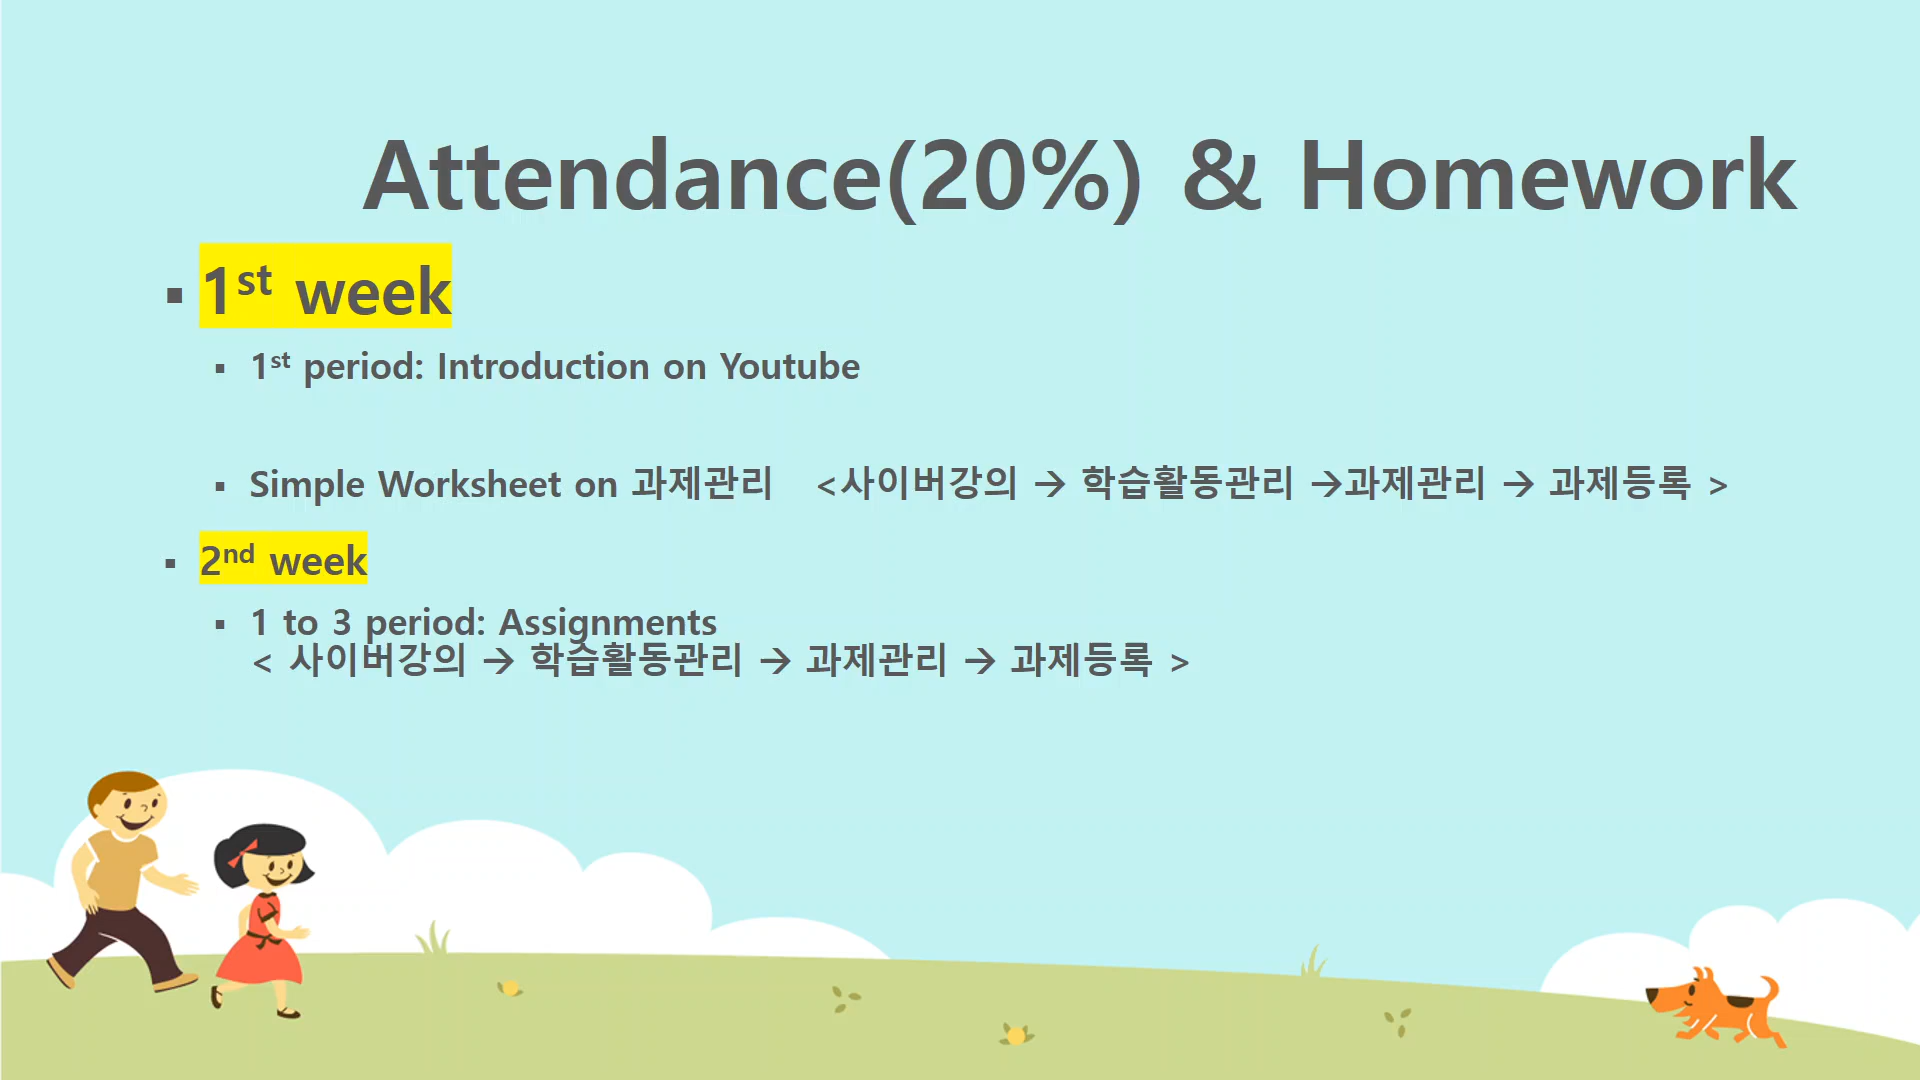 Attendance(20%) & Homework
▪ 1st week
▪ 1st period: Introduction on Youtube
▪ Simple Worksheet on 과제관리 <사이버강의 → 학습활동관리 →과제관리 → 과제등록 >
▪ 2nd week
▪ 1 to 3 period: Assignments
< 사이버강의 → 학습활동관리 → 과제관리 → 과제등록 >